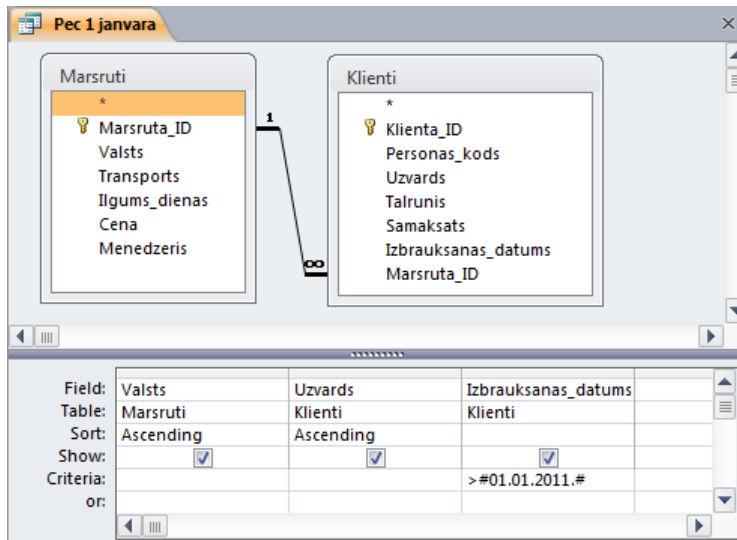 Pec 1 janvara
Marsruti
*
Marsruta_ID
Valsts
Transports
Ilgums_dienas
Cena
Menedzeris
1
∞
Klienti
*
Klienta_ID
Personas_kods
Uzvards
Talrunis
Samaksats
Izbrauksanas_datums
Marsruta_ID
Field: Valsts Uzvards Izbrauksanas_datums
Table: Marsruti Klienti Klienti
Sort: Ascending Ascending
Show:
Criteria: >#01.01.2011.#
or: